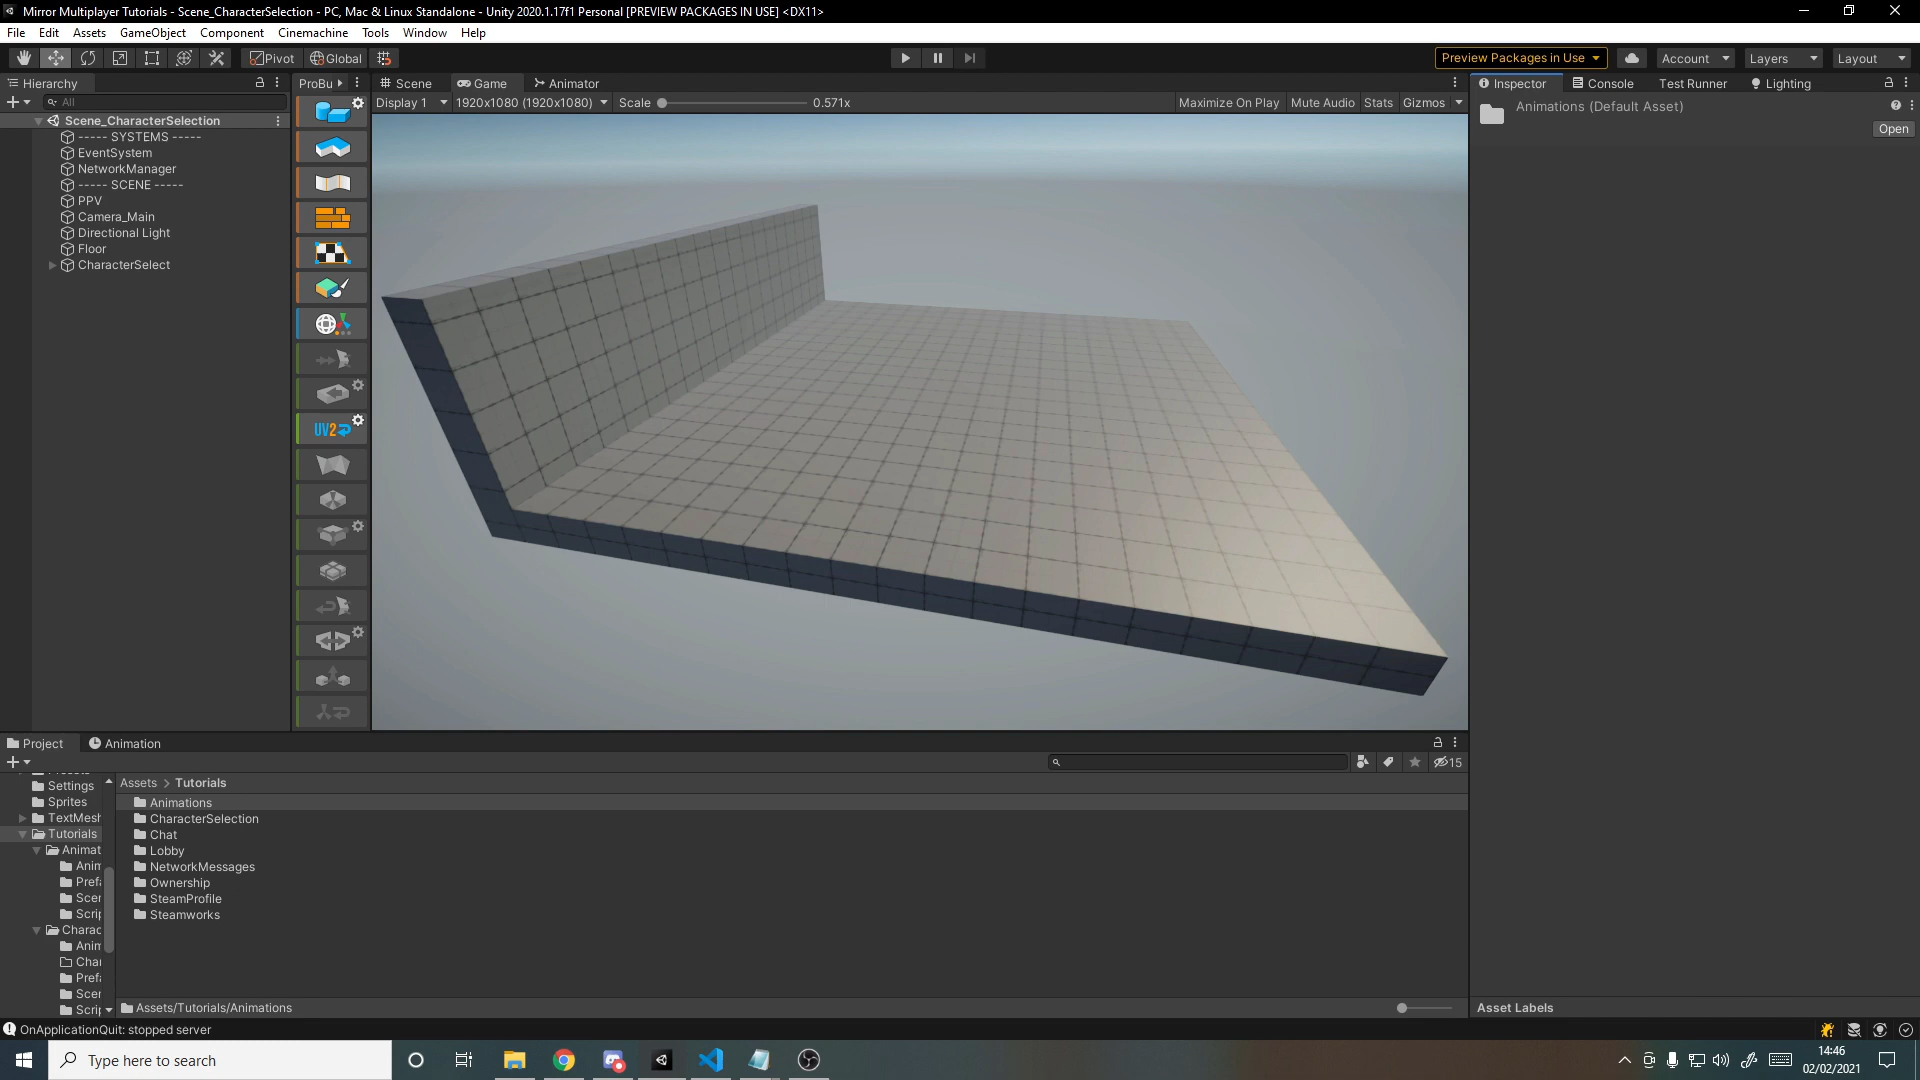 Mirror Multiplayer Tutorials - Scene_CharacterSelection - PC, Mac & Linux Standalone - Unity 2020.1.17f1 Personal [PREVIEW PACKAGES IN USE] <DX11>
File Edit Assets GameObject Component Cinemachine Tools Window Help
Pivot Global Preview Packages in Use Account Layers Layout
Hierarchy ProBu Scene Game Animator Inspector Console Test Runner Lighting
All Display 1 1920x1080 (1920x1080) Scale 0.571x Maximize On Play Mute Audio Stats Gizmos
Animations (Default Asset)
Open
Scene_CharacterSelection
----- SYSTEMS -----
EventSystem
NetworkManager
----- SCENE -----
PPV
Camera_Main
Directional Light
Floor
CharacterSelect
UV2
Project Animation
15
Settings
Sprites
TextMesh
Tutorials
Animat
Anim
Prefa
Scen
Scrip
Charac
Anim
Char
Prefa
Scen
Scrip
Assets > Tutorials
Animations
CharacterSelection
Chat
Lobby
NetworkMessages
Ownership
SteamProfile
Steamworks
Assets/Tutorials/Animations
Asset Labels
OnApplicationQuit: stopped server
Type here to search
14:46
02/02/2021